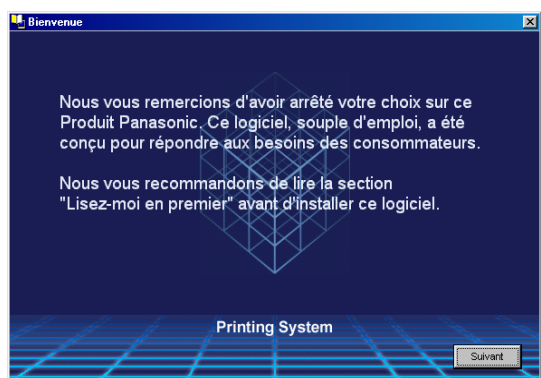 Bienvenue
Nous vous remercions d'avoir arrêté votre choix sur ce
Produit Panasonic. Ce logiciel, souple d'emploi, a été
conçu pour répondre aux besoins des consommateurs.
Nous vous recommandons de lire la section
"Lisez-moi en premier" avant d'installer ce logiciel.
Printing System
Suivant